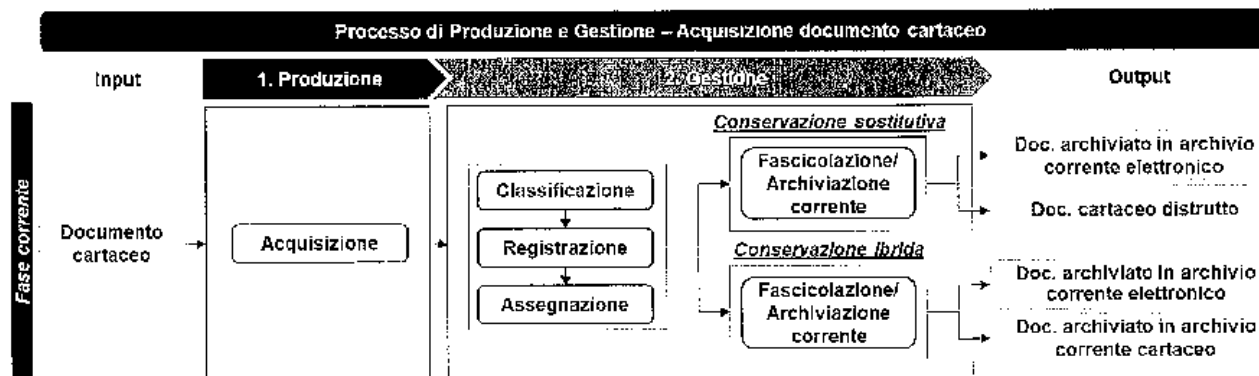 Processo di Produzione e Gestione – Acquisizione documento cartaceo
Input
1. Produzione
2. Gestione
Output
Fase corrente
Documento
cartaceo
Acquisizione
Classificazione
Registrazione
Assegnazione
Conservazione sostitutiva
Fascicolazione/
Archiviazione
corrente
Conservazione ibrida
Fascicolazione/
Archiviazione
corrente
Doc. archiviato in archivio
corrente elettronico
Doc. cartaceo distrutto
Doc. archiviato in archivio
corrente elettronico
Doc. archiviato in archivio
corrente cartaceo